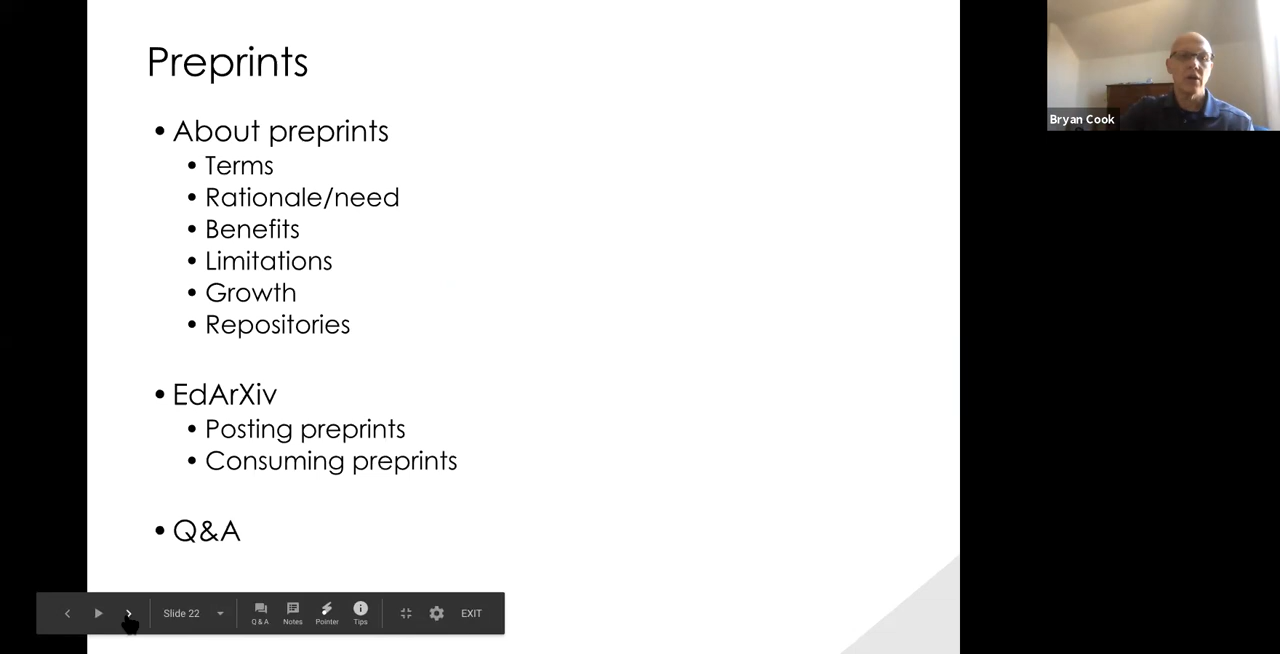 Preprints
• About preprints
• Terms
• Rationale/need
• Benefits
• Limitations
• Growth
• Repositories
• EdArXiv
• Posting preprints
• Consuming preprints
• Q&A
Bryan Cook
Slide 22
Q & A
Notes
Pointer
Tips
EXIT